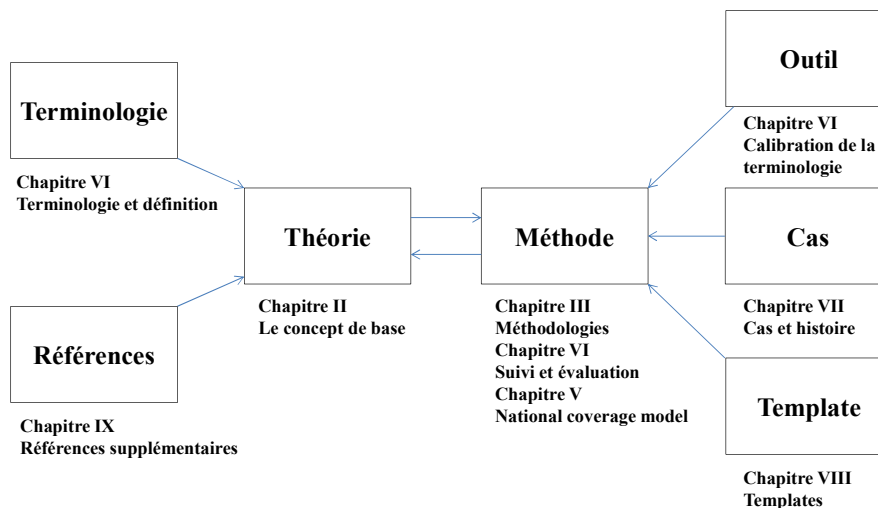 Terminologie
Chapitre VI
Terminologie et définition
Références
Chapitre IX
Références supplémentaires
Théorie
Chapitre II
Le concept de base
Méthode
Chapitre III
Méthodologies
Chapitre VI
Suivi et évaluation
Chapitre V
National coverage model
Outil
Chapitre VI
Calibration de la
terminologie
Cas
Chapitre VII
Cas et histoire
Template
Chapitre VIII
Templates